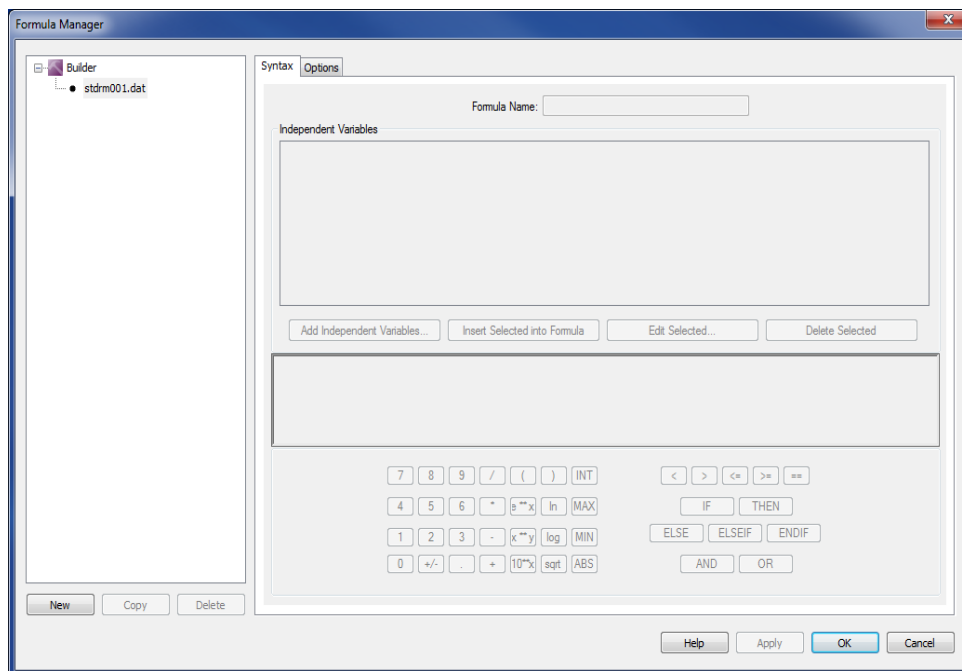 Formula Manager
X
Builder
stdrm001.dat
Syntax Options
Formula Name:
Independent Variables
Add Independent Variables... Insert Selected into Formula Edit Selected... Delete Selected
7 8 9 / ( ) INT < > <= >= ==
4 5 6 * e **x ln MAX IF THEN
1 2 3 - x **y log MIN ELSE ELSEIF ENDIF
0 +/- . + 10**x sqrt ABS AND OR
New Copy Delete
Help Apply OK Cancel